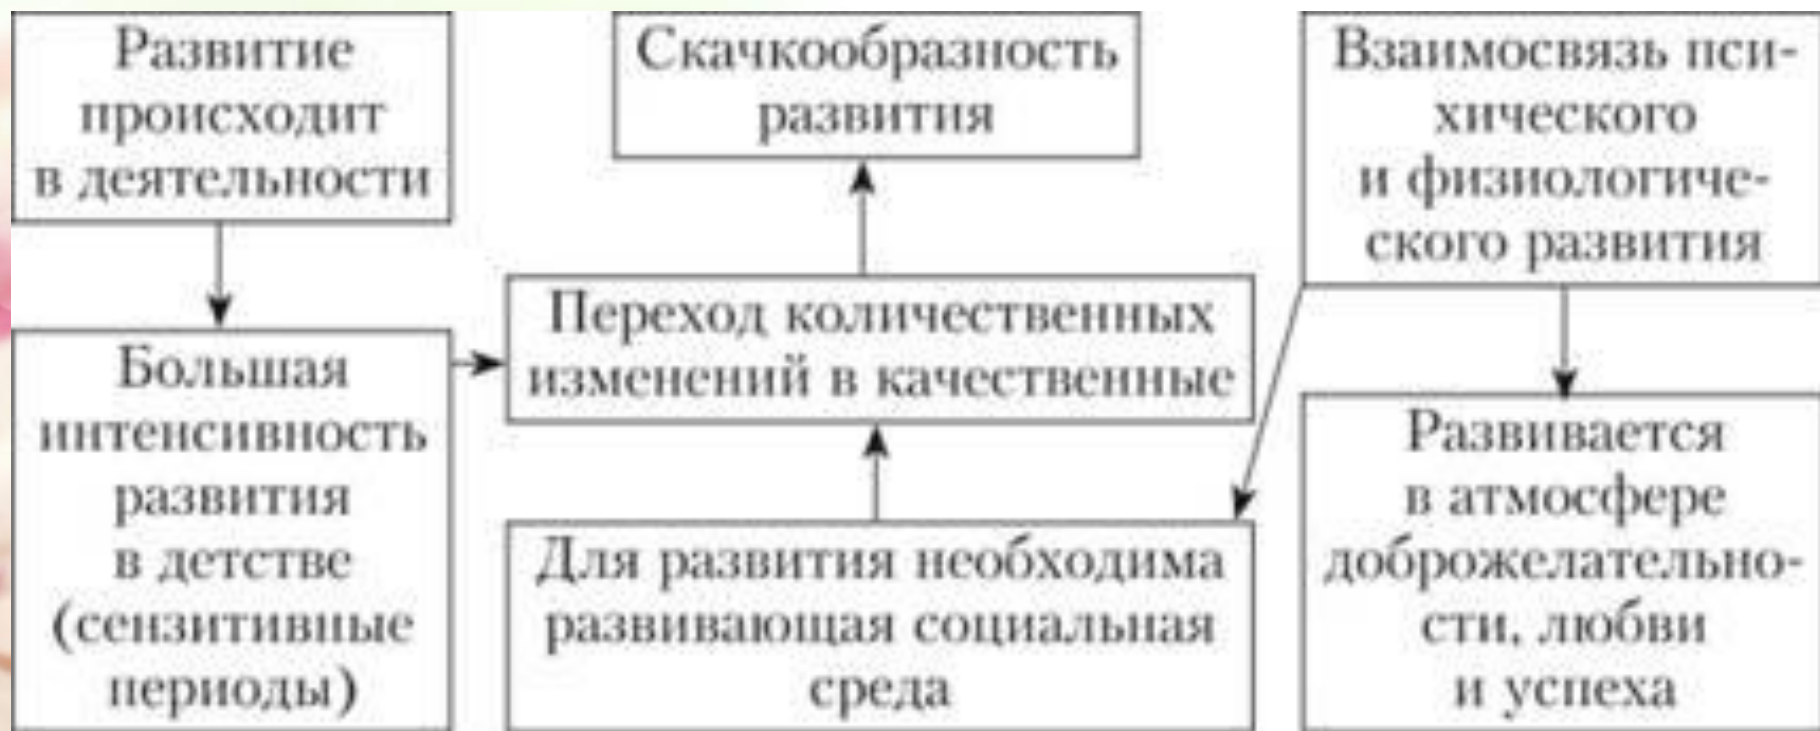 Развитие
происходит
в деятельности
Скачкообразность
развития
Взаимосвязь пси-
хического
и физиологиче-
ского развития
Большая
интенсивность
развития
в детстве
(сензитивные
периоды)
Переход количественных
изменений в качественные
Для развития необходима
развивающая социальная
среда
Развивается
в атмосфере
доброжелательно-
сти, любви
и успеха